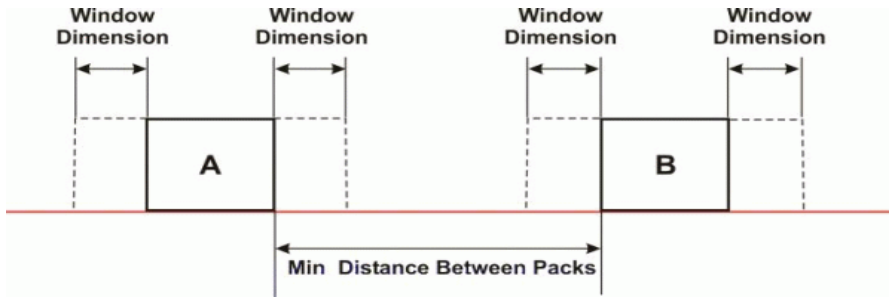 Window
Dimension
Window
Dimension
Window
Dimension
Window
Dimension
A
B
Min Distance Between Packs